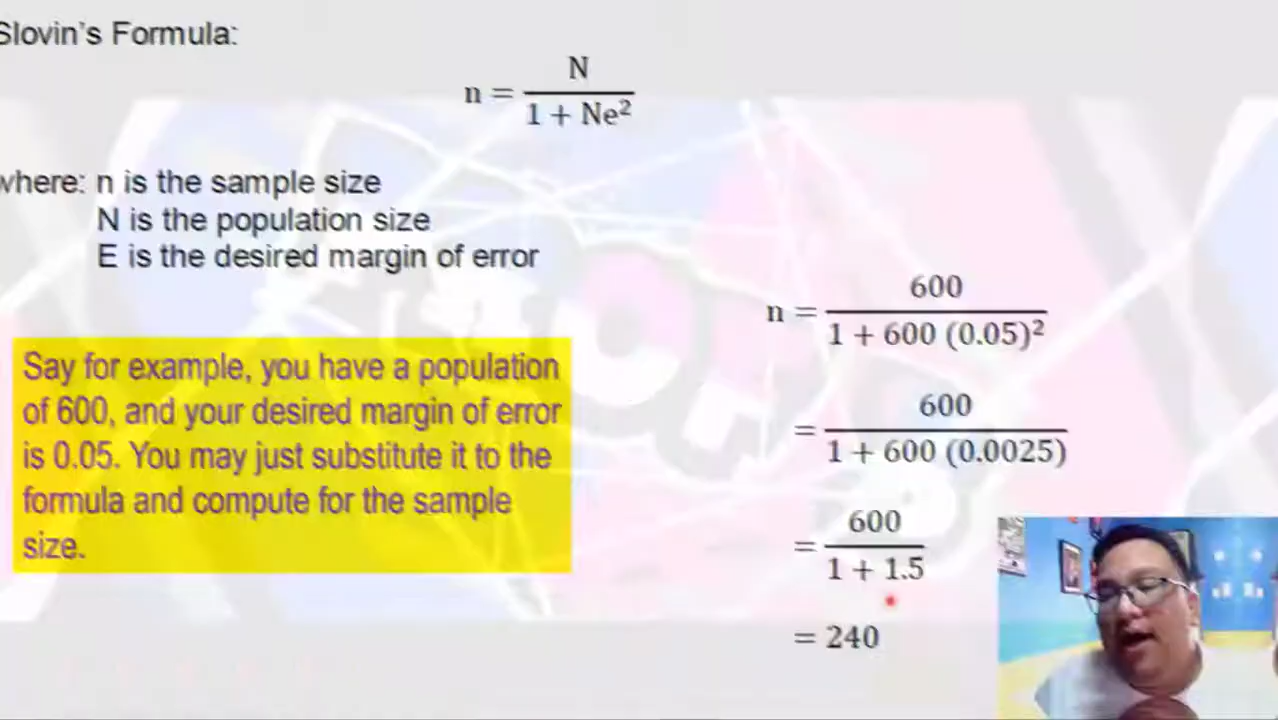 Slovin's Formula:
n = N / 1 + Ne²
where: n is the sample size
N is the population size
E is the desired margin of error
Say for example, you have a population
of 600, and your desired margin of error
is 0.05. You may just substitute it to the
formula and compute for the sample
size.
n = 600 / 1 + 600 (0.05)²
= 600 / 1 + 600 (0.0025)
= 600 / 1 + 1.5
= 240